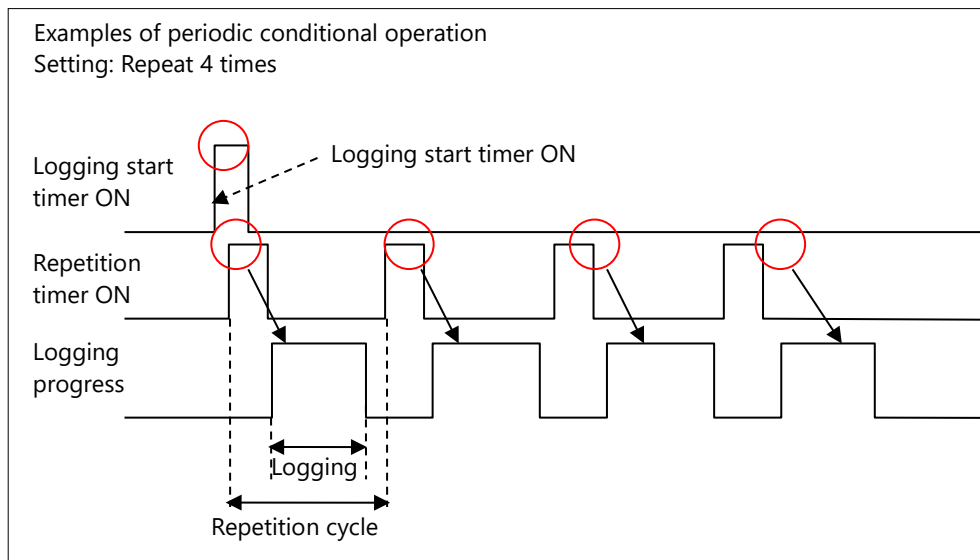 Examples of periodic conditional operation
Setting: Repeat 4 times
Logging start
timer ON
Logging start timer ON
Repetition
timer ON
Logging
progress
Logging
Repetition cycle